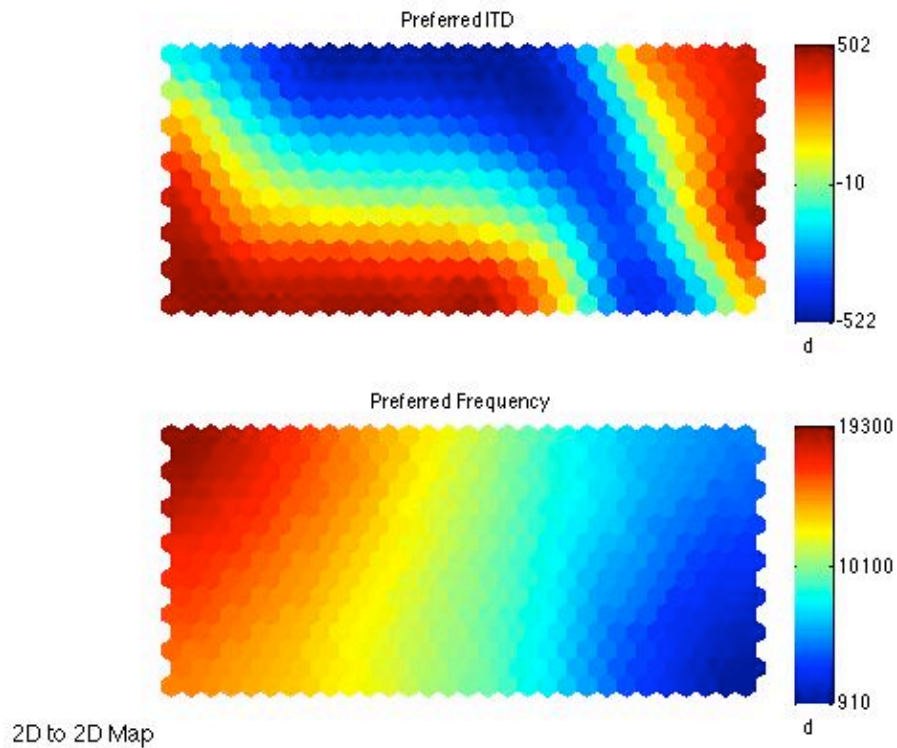 Preferred ITD
502
-10
-522
d
Preferred Frequency
19300
10100
910
d
2D to 2D Map